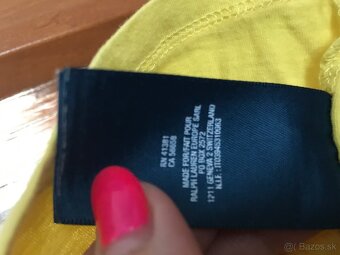 RN 41381
CA 56658
MADE FOR/FAIT POUR
RALPH LAUREN EUROPE SARL
PO BOX 2572
1211 GENEVA 2 SWITZERLAND
N.I.F.:
© Bazos.sk